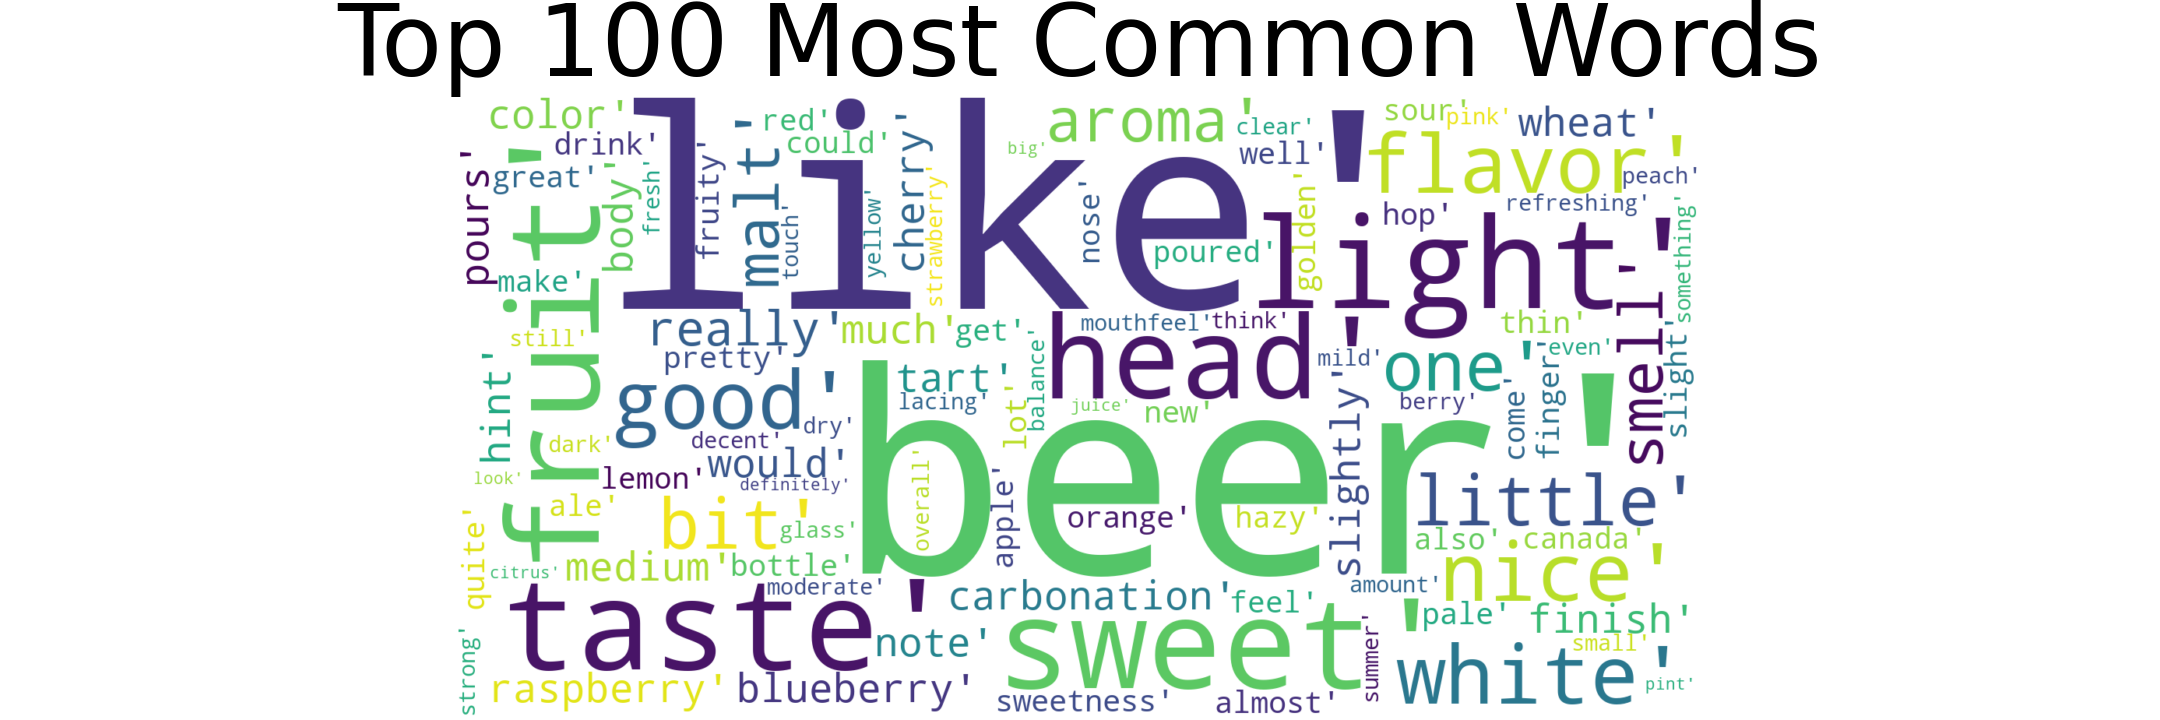 Top 100 Most Common Words
color'
like'
aroma'
sour'
pink'
wheat'
drink'
red'
could'
big'
clear'
well'
flavor'
pours'
great'
fruit'
body'
fresh'
fruity'
malt'
touch'
yellow'
cherry'
strawberry'
nose'
poured'
golden'
hop'
peach'
refreshing'
light'
something'
make'
still'
really'
much'
get'
mouthfeel'
think'
thin'
smell'
pretty'
head'
mild'
one'
even'
slight'
hint'
good'
tart'
balance'
lacing'
lot'
juice'
new'
berry'
come'
finger'
dark'
decent'
dry'
beer'
look'
lemon'
would'
definitely'
overall'
apple'
slightly'
little'
ale'
bit'
glass'
orange'
hazy'
also'
canada'
quite'
citrus'
medium'
bottle'
moderate'
nice'
amount'
taste'
carbonation'
feel'
pale'
finish'
strong'
note'
sweet'
summer'
small'
white'
raspberry'
blueberry'
sweetness'
almost'
pint'